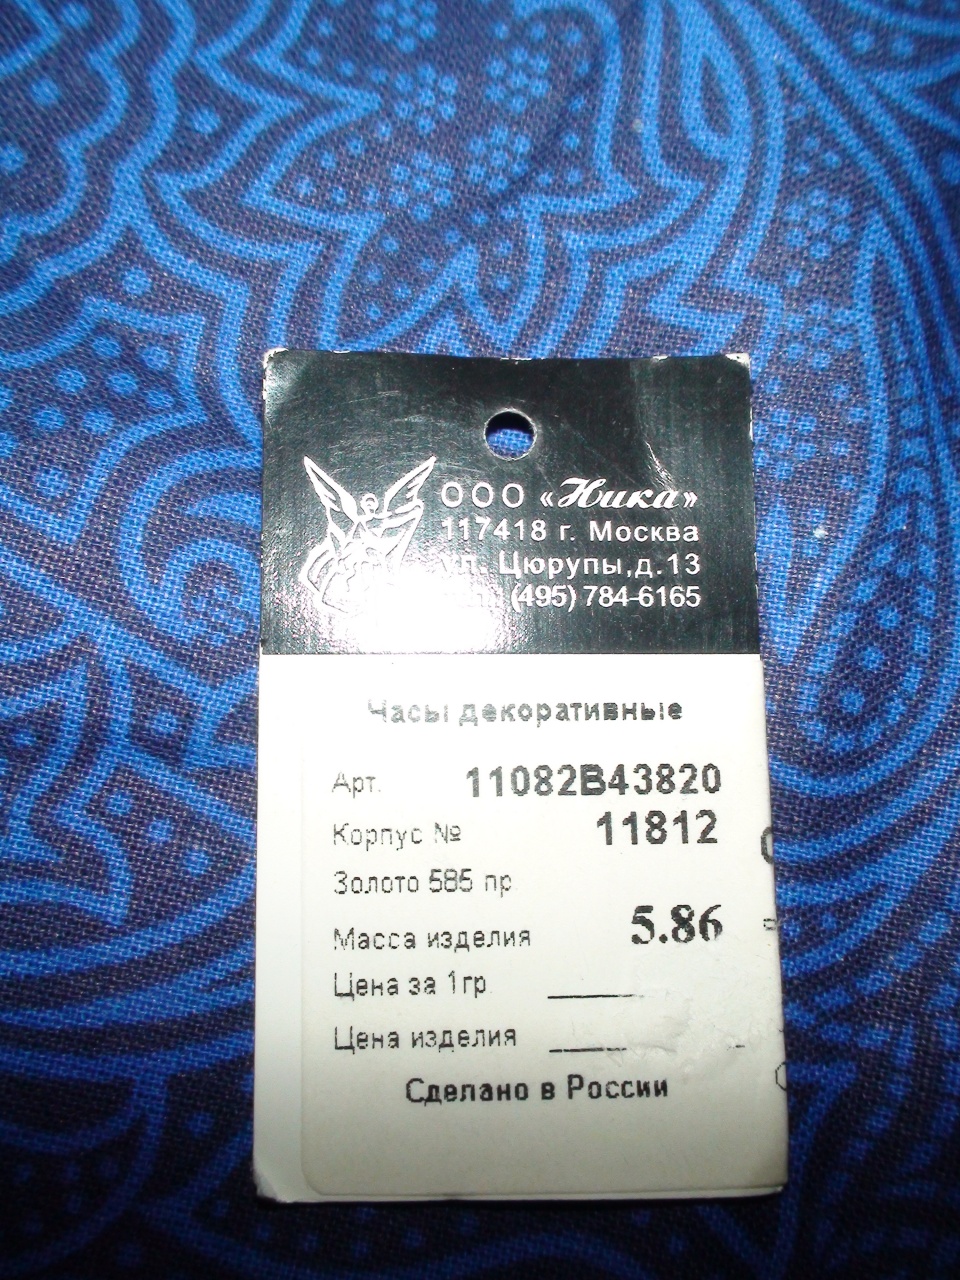 ООО «Ника»
117418 г. Москва
ул. Цюрупы,д.13
(495) 784-6165
Часы декоративные
Арт. 11082В43820
Корпус № 11812
Золото 585 пр
Масса изделия 5.86
Цена за 1гр
Цена изделия
Сделано в России